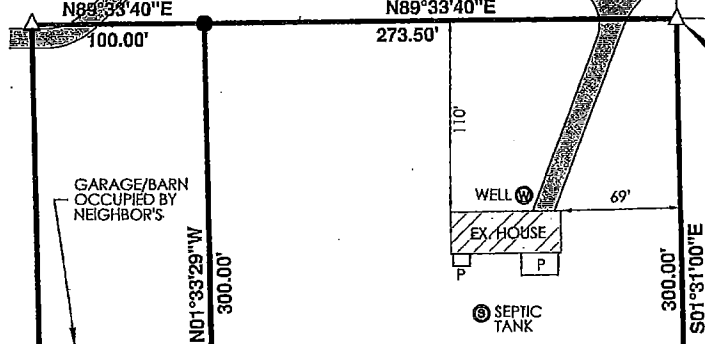 N89°33'40"E
100.00'
N89°33'40"E
273.50'
110'
GARAGE/BARN
OCCUPIED BY
NEIGHBOR'S
WELL W
69'
EX. HOUSE
P
P
N01°33'29"W
300.00'
S SEPTIC
TANK
300.00'
S01°31'00"E